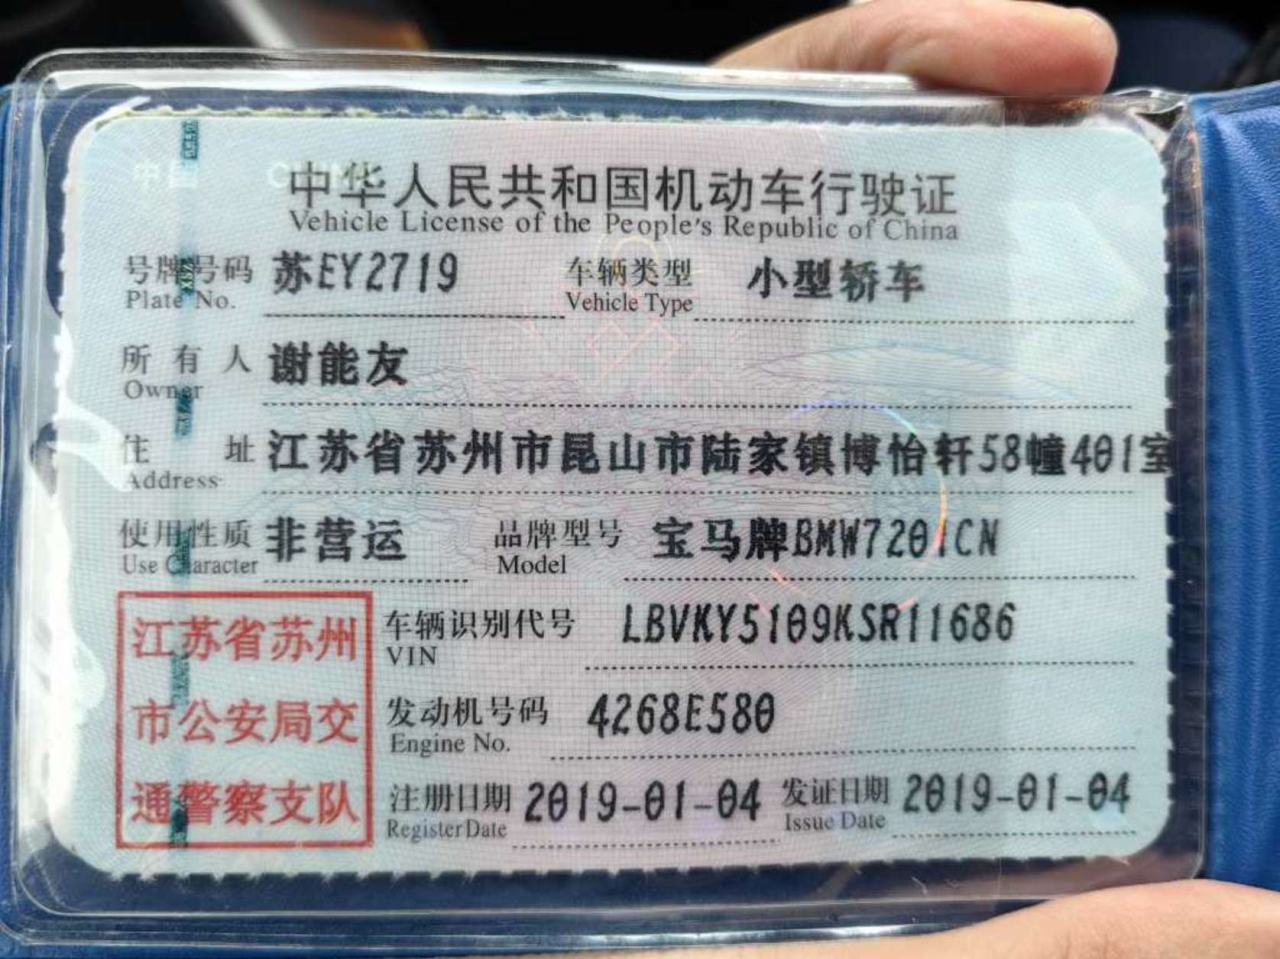 中国 CHINA
中华人民共和国机动车行驶证
Vehicle License of the People's Republic of China
号牌号码 苏EY2719 车辆类型 小型轿车
Plate No. Vehicle Type
所有人 谢能友
Owner
住址 江苏省苏州市昆山市陆家镇博怡轩58幢401室
Address
使用性质 非营运 品牌型号 宝马牌BMW7201CN
Use Character Model
江苏省苏州
市公安局交
通警察支队
车辆识别代号 LBVKY5109KSR11686
VIN
发动机号码 4268E580
Engine No.
注册日期 2019-01-04 发证日期 2019-01-04
Register Date Issue Date